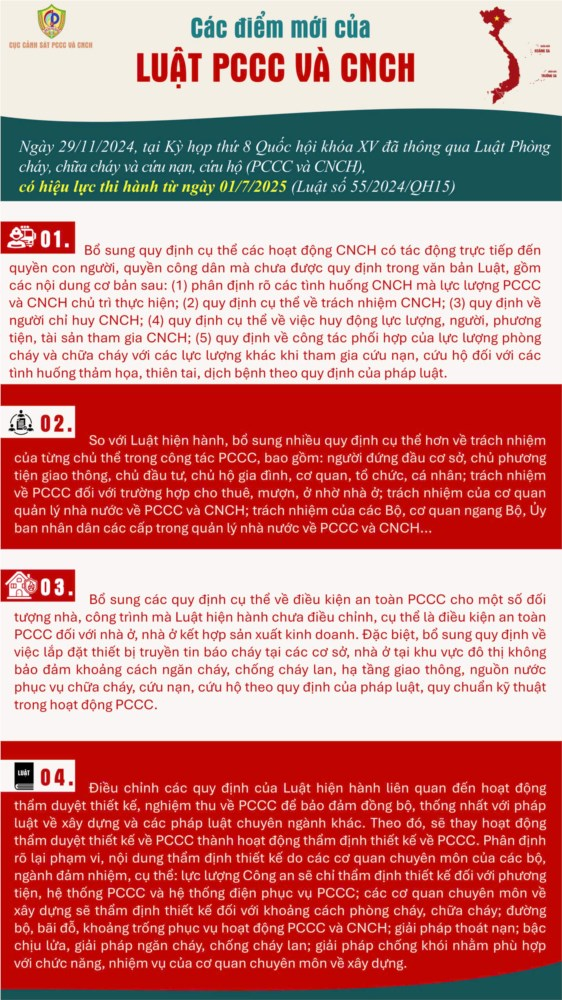 CỤC CẢNH SÁT PCCC VÀ CNCH
Các điểm mới của
LUẬT PCCC VÀ CNCH
Ngày 29/11/2024, tại Kỳ họp thứ 8 Quốc hội khóa XV đã thông qua Luật Phòng
cháy, chữa cháy và cứu nạn, cứu hộ (PCCC và CNCH),
có hiệu lực thi hành từ ngày 01/7/2025 (Luật số 55/2024/QH15)
01.
Bổ sung quy định cụ thể các hoạt động CNCH có tác động trực tiếp đến
quyền con người, quyền công dân mà chưa được quy định trong văn bản Luật, gồm
các nội dung cơ bản sau: (1) phân định rõ các tình huống CNCH mà lực lượng PCCC
và CNCH chủ trì thực hiện; (2) quy định cụ thể về trách nhiệm CNCH; (3) quy định về
người chỉ huy CNCH; (4) quy định cụ thể về việc huy động lực lượng, người, phương
tiện, tài sản tham gia CNCH; (5) quy định về công tác phối hợp của lực lượng phòng
cháy và chữa cháy với các lực lượng khác khi tham gia cứu nạn, cứu hộ đối với các
tình huống thảm họa, thiên tai, dịch bệnh theo quy định của pháp luật.
02.
So với Luật hiện hành, bổ sung nhiều quy định cụ thể hơn về trách nhiệm
của từng chủ thể trong công tác PCCC, bao gồm: người đứng đầu cơ sở, chủ phương
tiện giao thông, chủ đầu tư, chủ hộ gia đình, cơ quan, tổ chức, cá nhân; trách nhiệm
về PCCC đối với trường hợp cho thuê, mượn, ở nhờ nhà ở; trách nhiệm của cơ quan
quản lý nhà nước về PCCC và CNCH; trách nhiệm của các Bộ, cơ quan ngang Bộ, Ủy
ban nhân dân các cấp trong quản lý nhà nước về PCCC và CNCH...
03.
Bổ sung các quy định cụ thể về điều kiện an toàn PCCC cho một số đối
tượng nhà, công trình mà Luật hiện hành chưa điều chỉnh, cụ thể là điều kiện an toàn
PCCC đối với nhà ở, nhà ở kết hợp sản xuất kinh doanh. Đặc biệt, bổ sung quy định về
việc lắp đặt thiết bị truyền tin báo cháy tại các cơ sở, nhà ở tại khu vực đô thị không
bảo đảm khoảng cách ngăn cháy, chống cháy lan, hạ tầng giao thông, nguồn nước
phục vụ chữa cháy, cứu nạn, cứu hộ theo quy định của pháp luật, quy chuẩn kỹ thuật
trong hoạt động PCCC.
LUẬT
04.
Điều chỉnh các quy định của Luật hiện hành liên quan đến hoạt động
thẩm duyệt thiết kế, nghiệm thu về PCCC để bảo đảm đồng bộ, thống nhất với pháp
luật về xây dựng và các pháp luật chuyên ngành khác. Theo đó, sẽ thay hoạt động
thẩm duyệt thiết kế về PCCC thành hoạt động thẩm định thiết kế về PCCC. Phân định
rõ lại phạm vi, nội dung thẩm định thiết kế do các cơ quan chuyên môn của các bộ,
ngành đảm nhiệm, cụ thể: lực lượng Công an sẽ chỉ thẩm định thiết kế đối với phương
tiện, hệ thống PCCC và hệ thống điện phục vụ PCCC; các cơ quan chuyên môn về
xây dựng sẽ thẩm định thiết kế đối với khoảng cách phòng cháy, chữa cháy; đường
bộ, bãi đỗ, khoảng trống phục vụ hoạt động PCCC và CNCH; giải pháp thoát nạn; bậc
chịu lửa, giải pháp ngăn cháy, chống cháy lan; giải pháp chống khói nhằm phù hợp
với chức năng, nhiệm vụ của cơ quan chuyên môn về xây dựng.